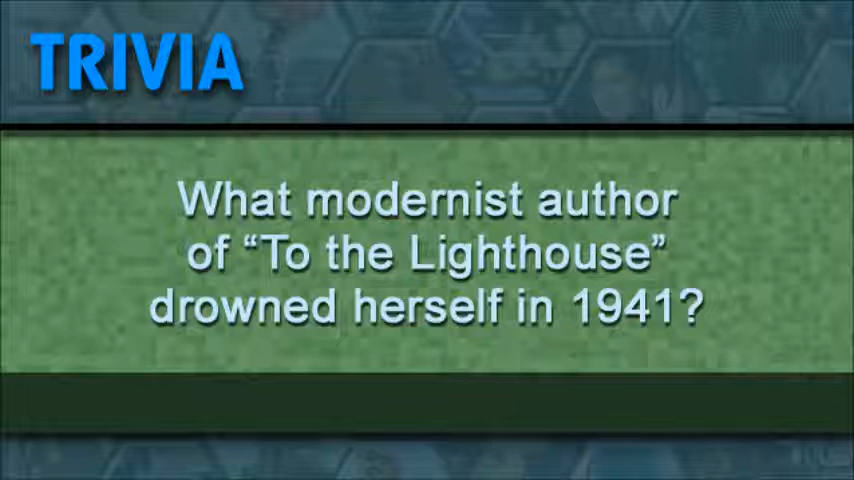 TRIVIA
What modernist author
of “To the Lighthouse”
drowned herself in 1941?